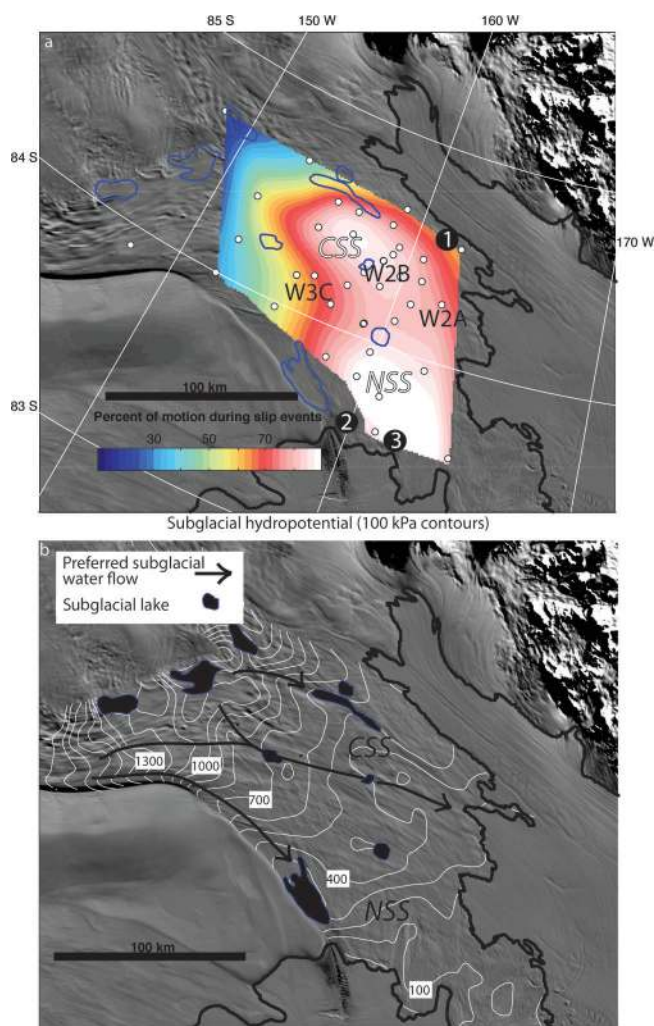 85 S
150 W
160 W
a
84 S
170 W
CSS
1
W2B
W3C
W2A
100 km
NSS
83 S
Percent of motion during slip events
2
3
30
50
70
Subglacial hydropotential (100 kPa contours)
b
Preferred subglacial
water flow
Subglacial lake
CSS
1300
1000
700
400
NSS
100 km
100